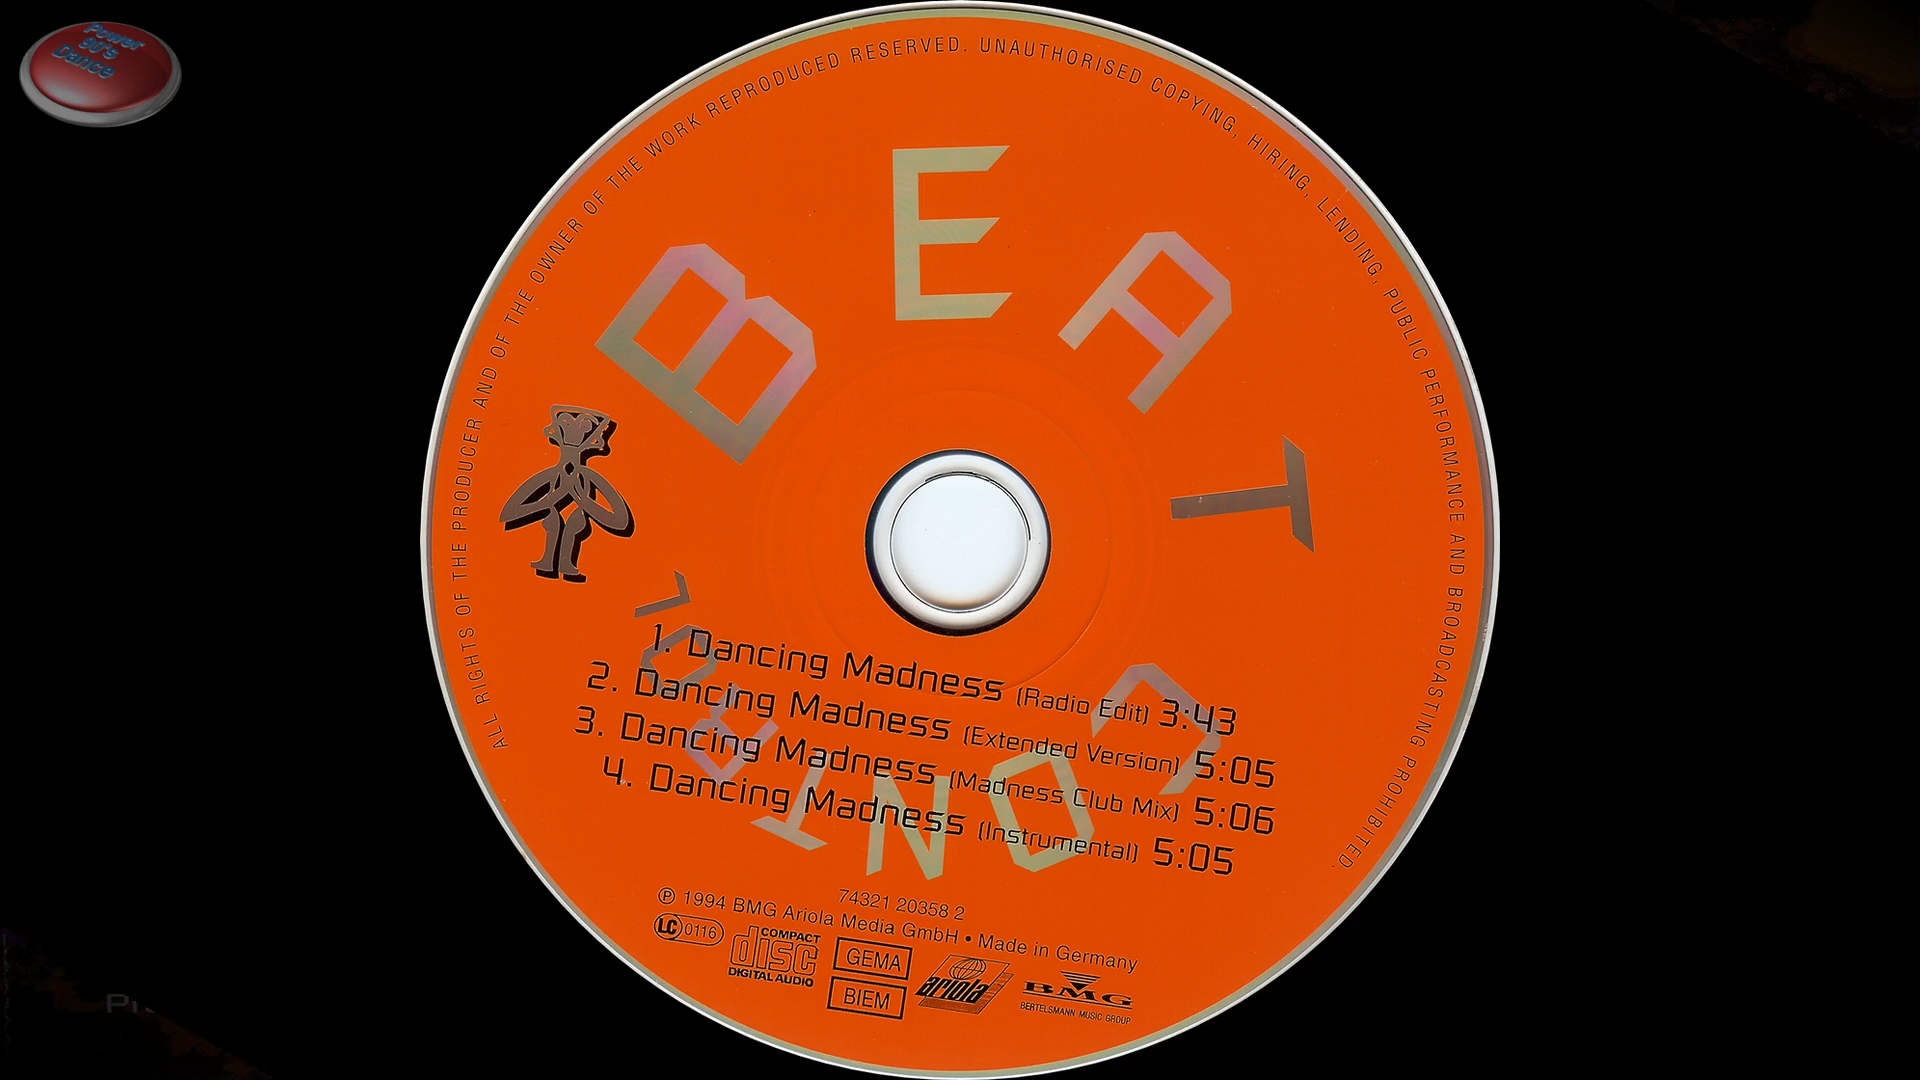 Power
90's
Dance
ALL RIGHTS OF THE PRODUCER AND OF THE OWNER OF THE WORK REPRODUCED RESERVED. UNAUTHORISED COPYING, HIRING, LENDING, PUBLIC PERFORMANCE AND BROADCASTING PROHIBITED.
BEAT
CONTROL
1. Dancing Madness (Radio Edit) 3:43
2. Dancing Madness (Extended Version) 5:05
3. Dancing Madness (Madness Club Mix) 5:06
4. Dancing Madness (Instrumental) 5:05
74321 20358 2
℗ 1994 BMG Ariola Media GmbH • Made in Germany
LC 0116
COMPACT
disc
DIGITAL AUDIO
GEMA
BIEM
ariola
BMG
BERTELSMANN MUSIC GROUP